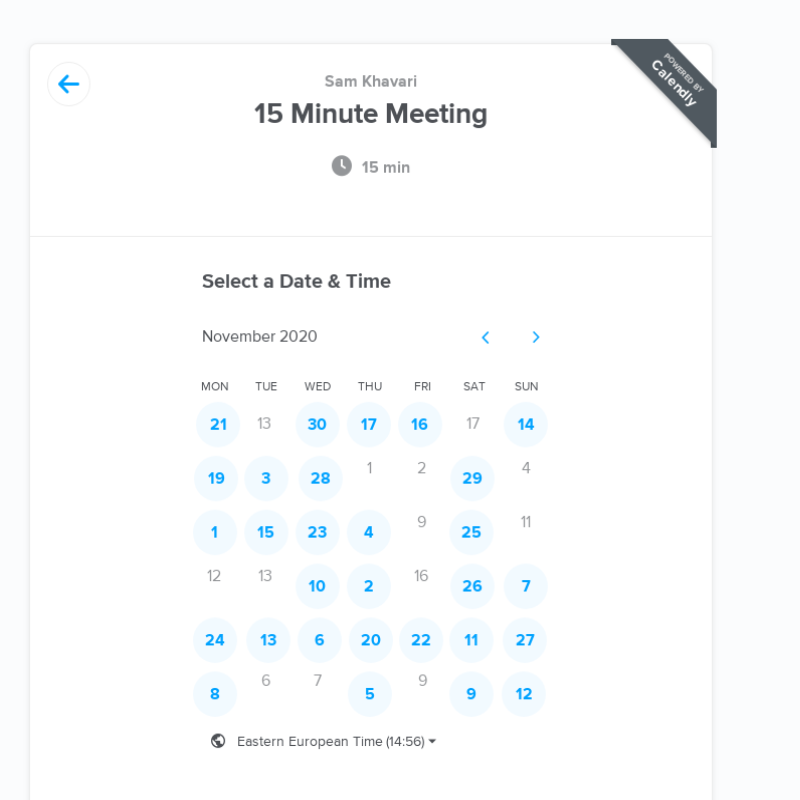 Sam Khavari
15 Minute Meeting
POWERED BY
Calendly
15 min
Select a Date & Time
November 2020
MON TUE WED THU FRI SAT SUN
21 13 30 17 16 17 14
19 3 28 1 2 29 4
1 15 23 4 9 25 11
12 13 10 2 16 26 7
24 13 6 20 22 11 27
8 6 7 5 9 9 12
Eastern European Time (14:56)